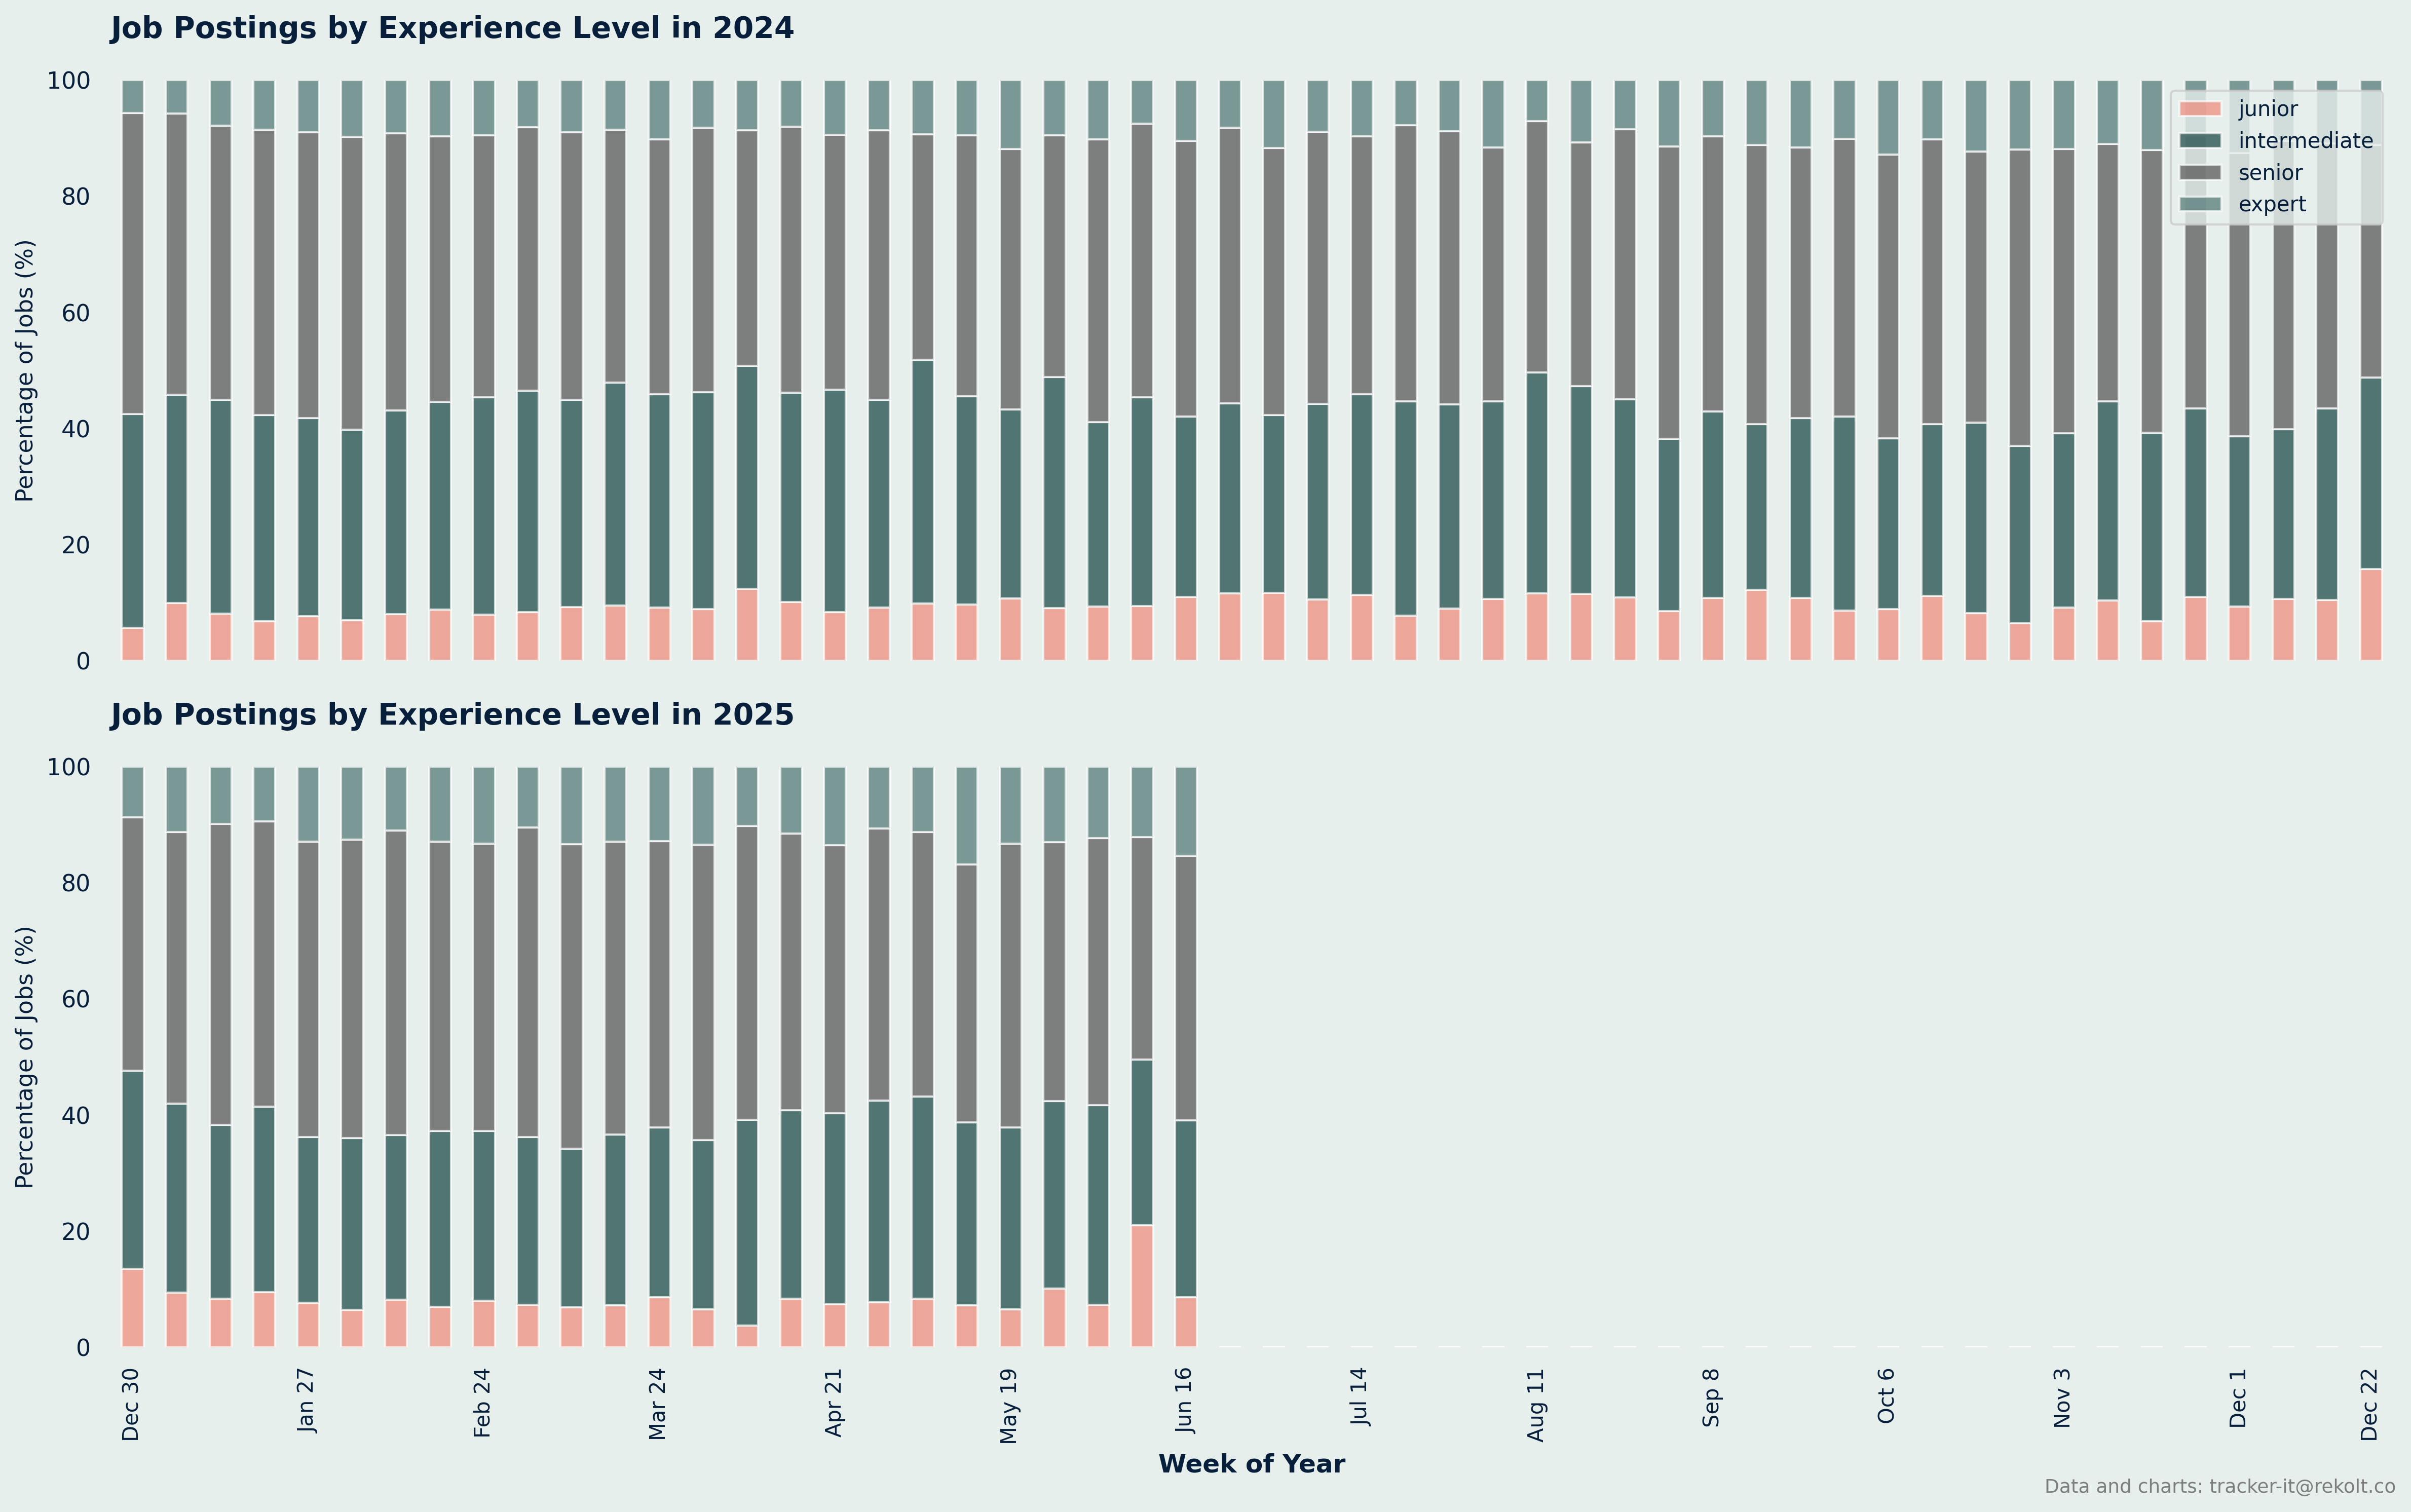 Job Postings by Experience Level in 2024
Percentage of Jobs (%)
100
80
60
40
20
0
junior
intermediate
senior
expert
Job Postings by Experience Level in 2025
Percentage of Jobs (%)
100
80
60
40
20
0
Dec 30
Jan 27
Feb 24
Mar 24
Apr 21
May 19
Jun 16
Jul 14
Aug 11
Sep 8
Oct 6
Nov 3
Dec 1
Dec 22
Week of Year
Data and charts: tracker-it@rekolt.co